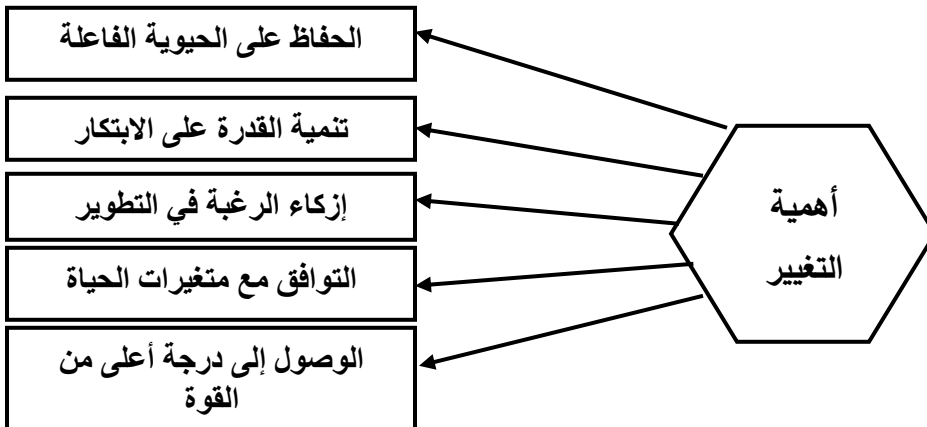 أهمية
التغيير
الحفاظ على الحيوية الفاعلة
تنمية القدرة على الابتكار
إزكاء الرغبة في التطوير
التوافق مع متغيرات الحياة
الوصول إلى درجة أعلى من
القوة